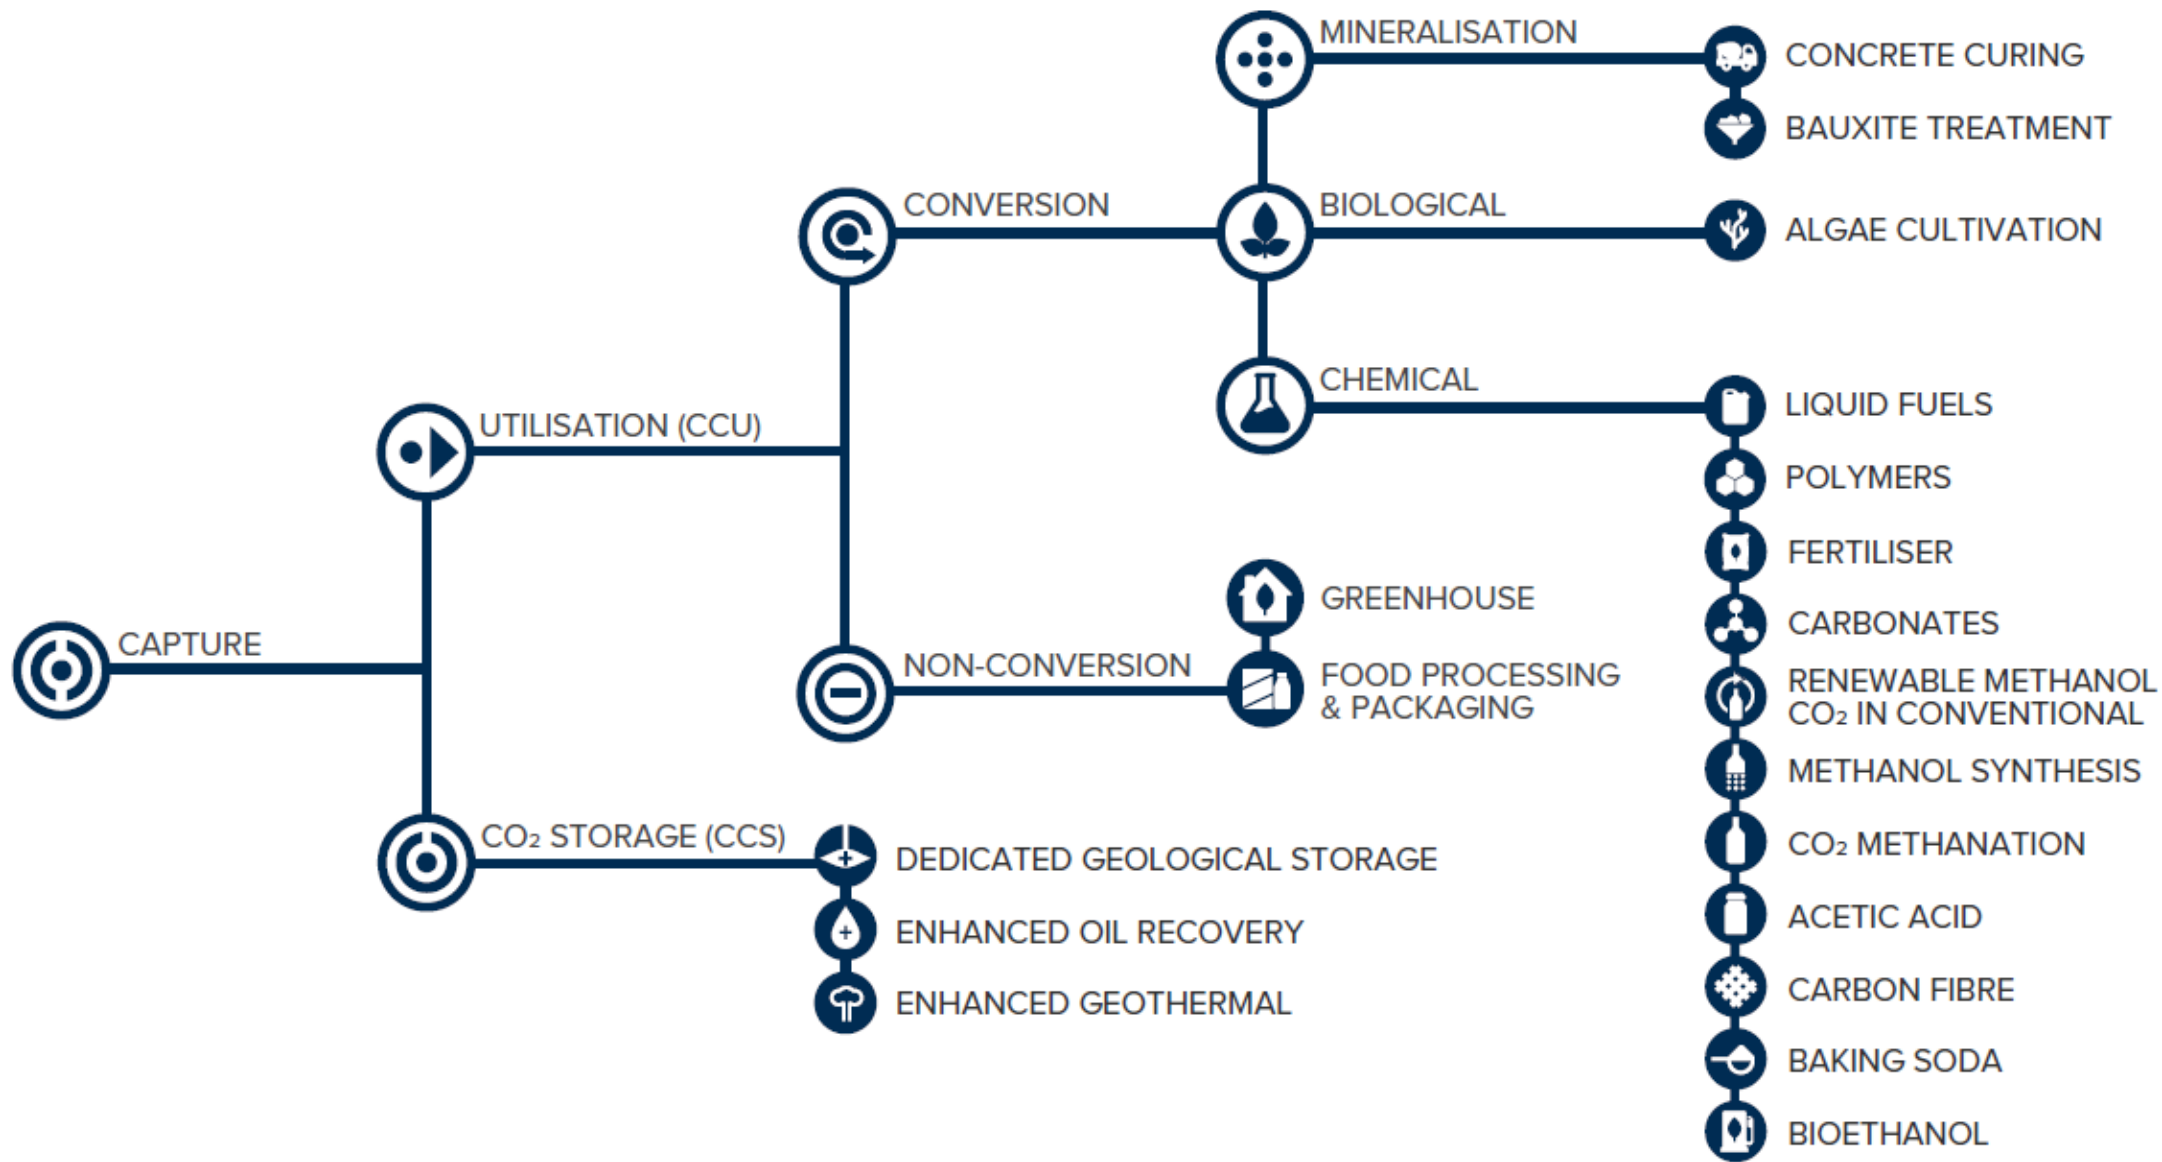 MINERALISATION
CONCRETE CURING
BAUXITE TREATMENT
CONVERSION
BIOLOGICAL
ALGAE CULTIVATION
CHEMICAL
LIQUID FUELS
UTILISATION (CCU)
POLYMERS
FERTILISER
GREENHOUSE
CARBONATES
CAPTURE
NON-CONVERSION
FOOD PROCESSING
& PACKAGING
RENEWABLE METHANOL
CO₂ IN CONVENTIONAL
METHANOL SYNTHESIS
CO₂ STORAGE (CCS)
DEDICATED GEOLOGICAL STORAGE
CO₂ METHANATION
ENHANCED OIL RECOVERY
ACETIC ACID
ENHANCED GEOTHERMAL
CARBON FIBRE
BAKING SODA
BIOETHANOL